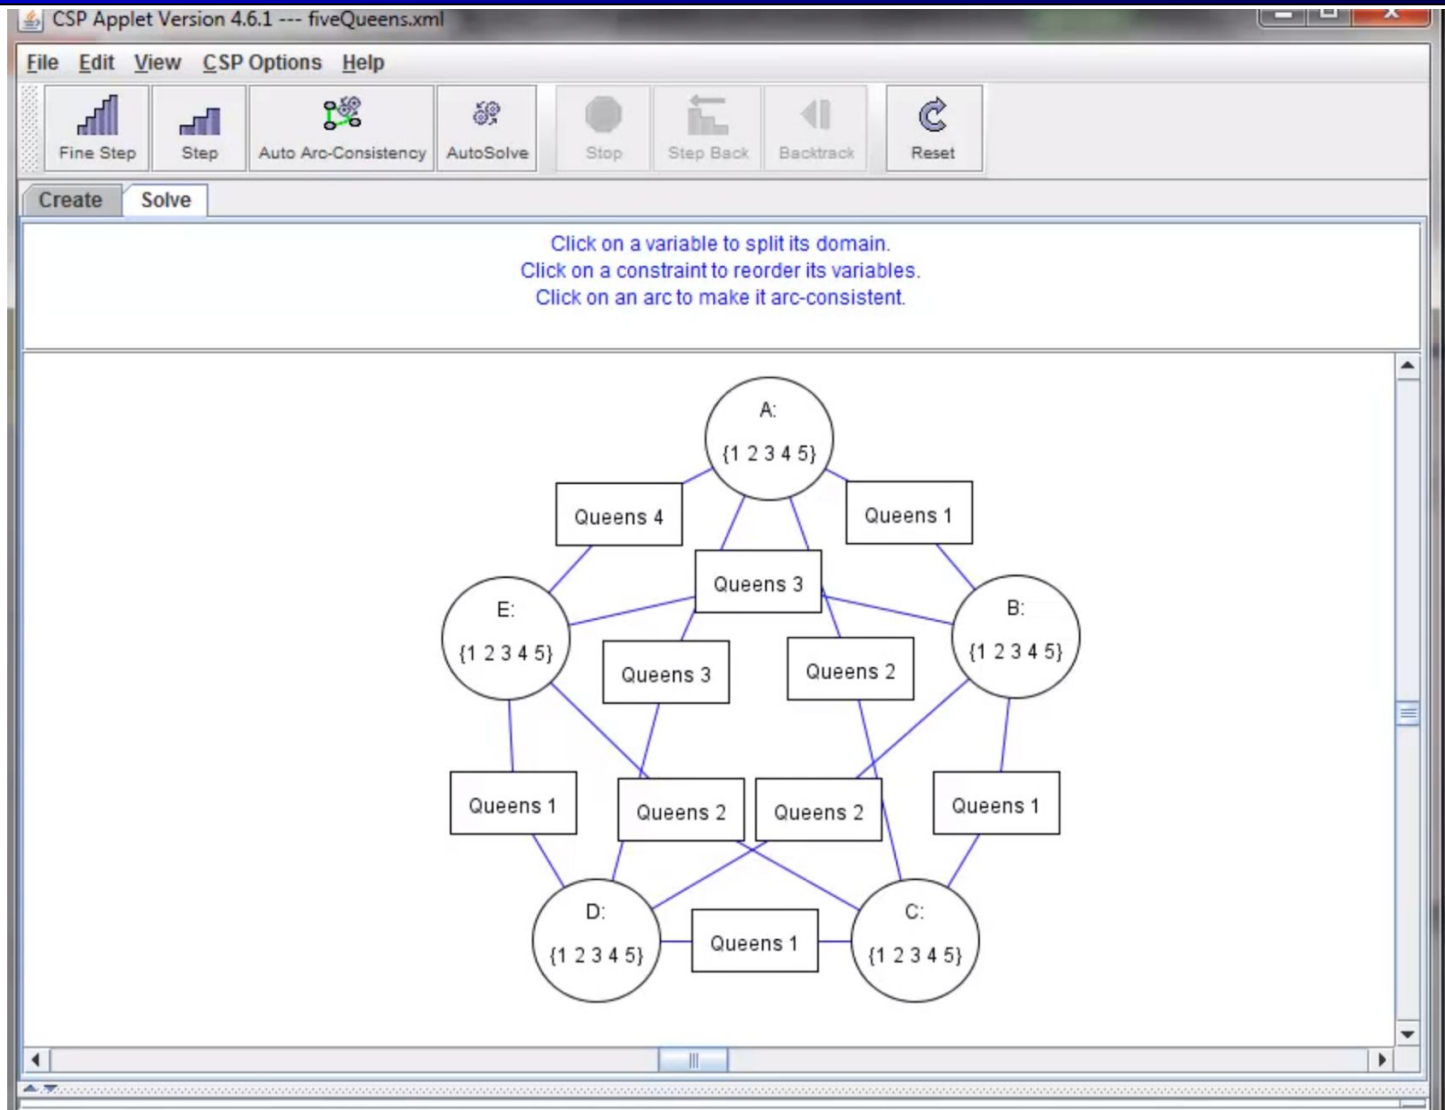 CSP Applet Version 4.6.1 --- fiveQueens.xml
File Edit View CSP Options Help
Fine Step Step Auto Arc-Consistency AutoSolve Stop Step Back Backtrack Reset
Create Solve
Click on a variable to split its domain.
Click on a constraint to reorder its variables.
Click on an arc to make it arc-consistent.
A:
{1 2 3 4 5}
Queens 4
Queens 1
Queens 3
E:
{1 2 3 4 5}
B:
{1 2 3 4 5}
Queens 3
Queens 2
Queens 1
Queens 2
Queens 2
Queens 1
D:
{1 2 3 4 5}
Queens 1
C:
{1 2 3 4 5}